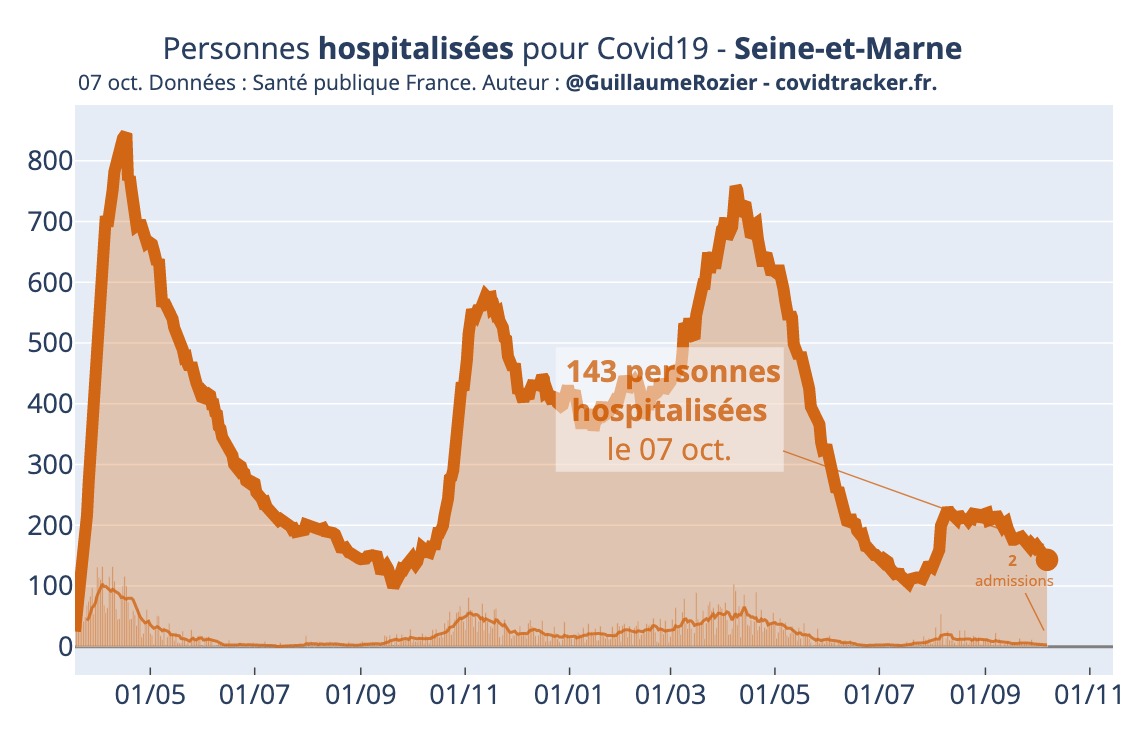 Personnes hospitalisées pour Covid19 - Seine-et-Marne
07 oct. Données : Santé publique France. Auteur : @GuillaumeRozier - covidtracker.fr.
800
700
600
500
400
300
200
100
0
143 personnes
hospitalisées
le 07 oct.
2
admissions
01/05 01/07 01/09 01/11 01/01 01/03 01/05 01/07 01/09 01/11